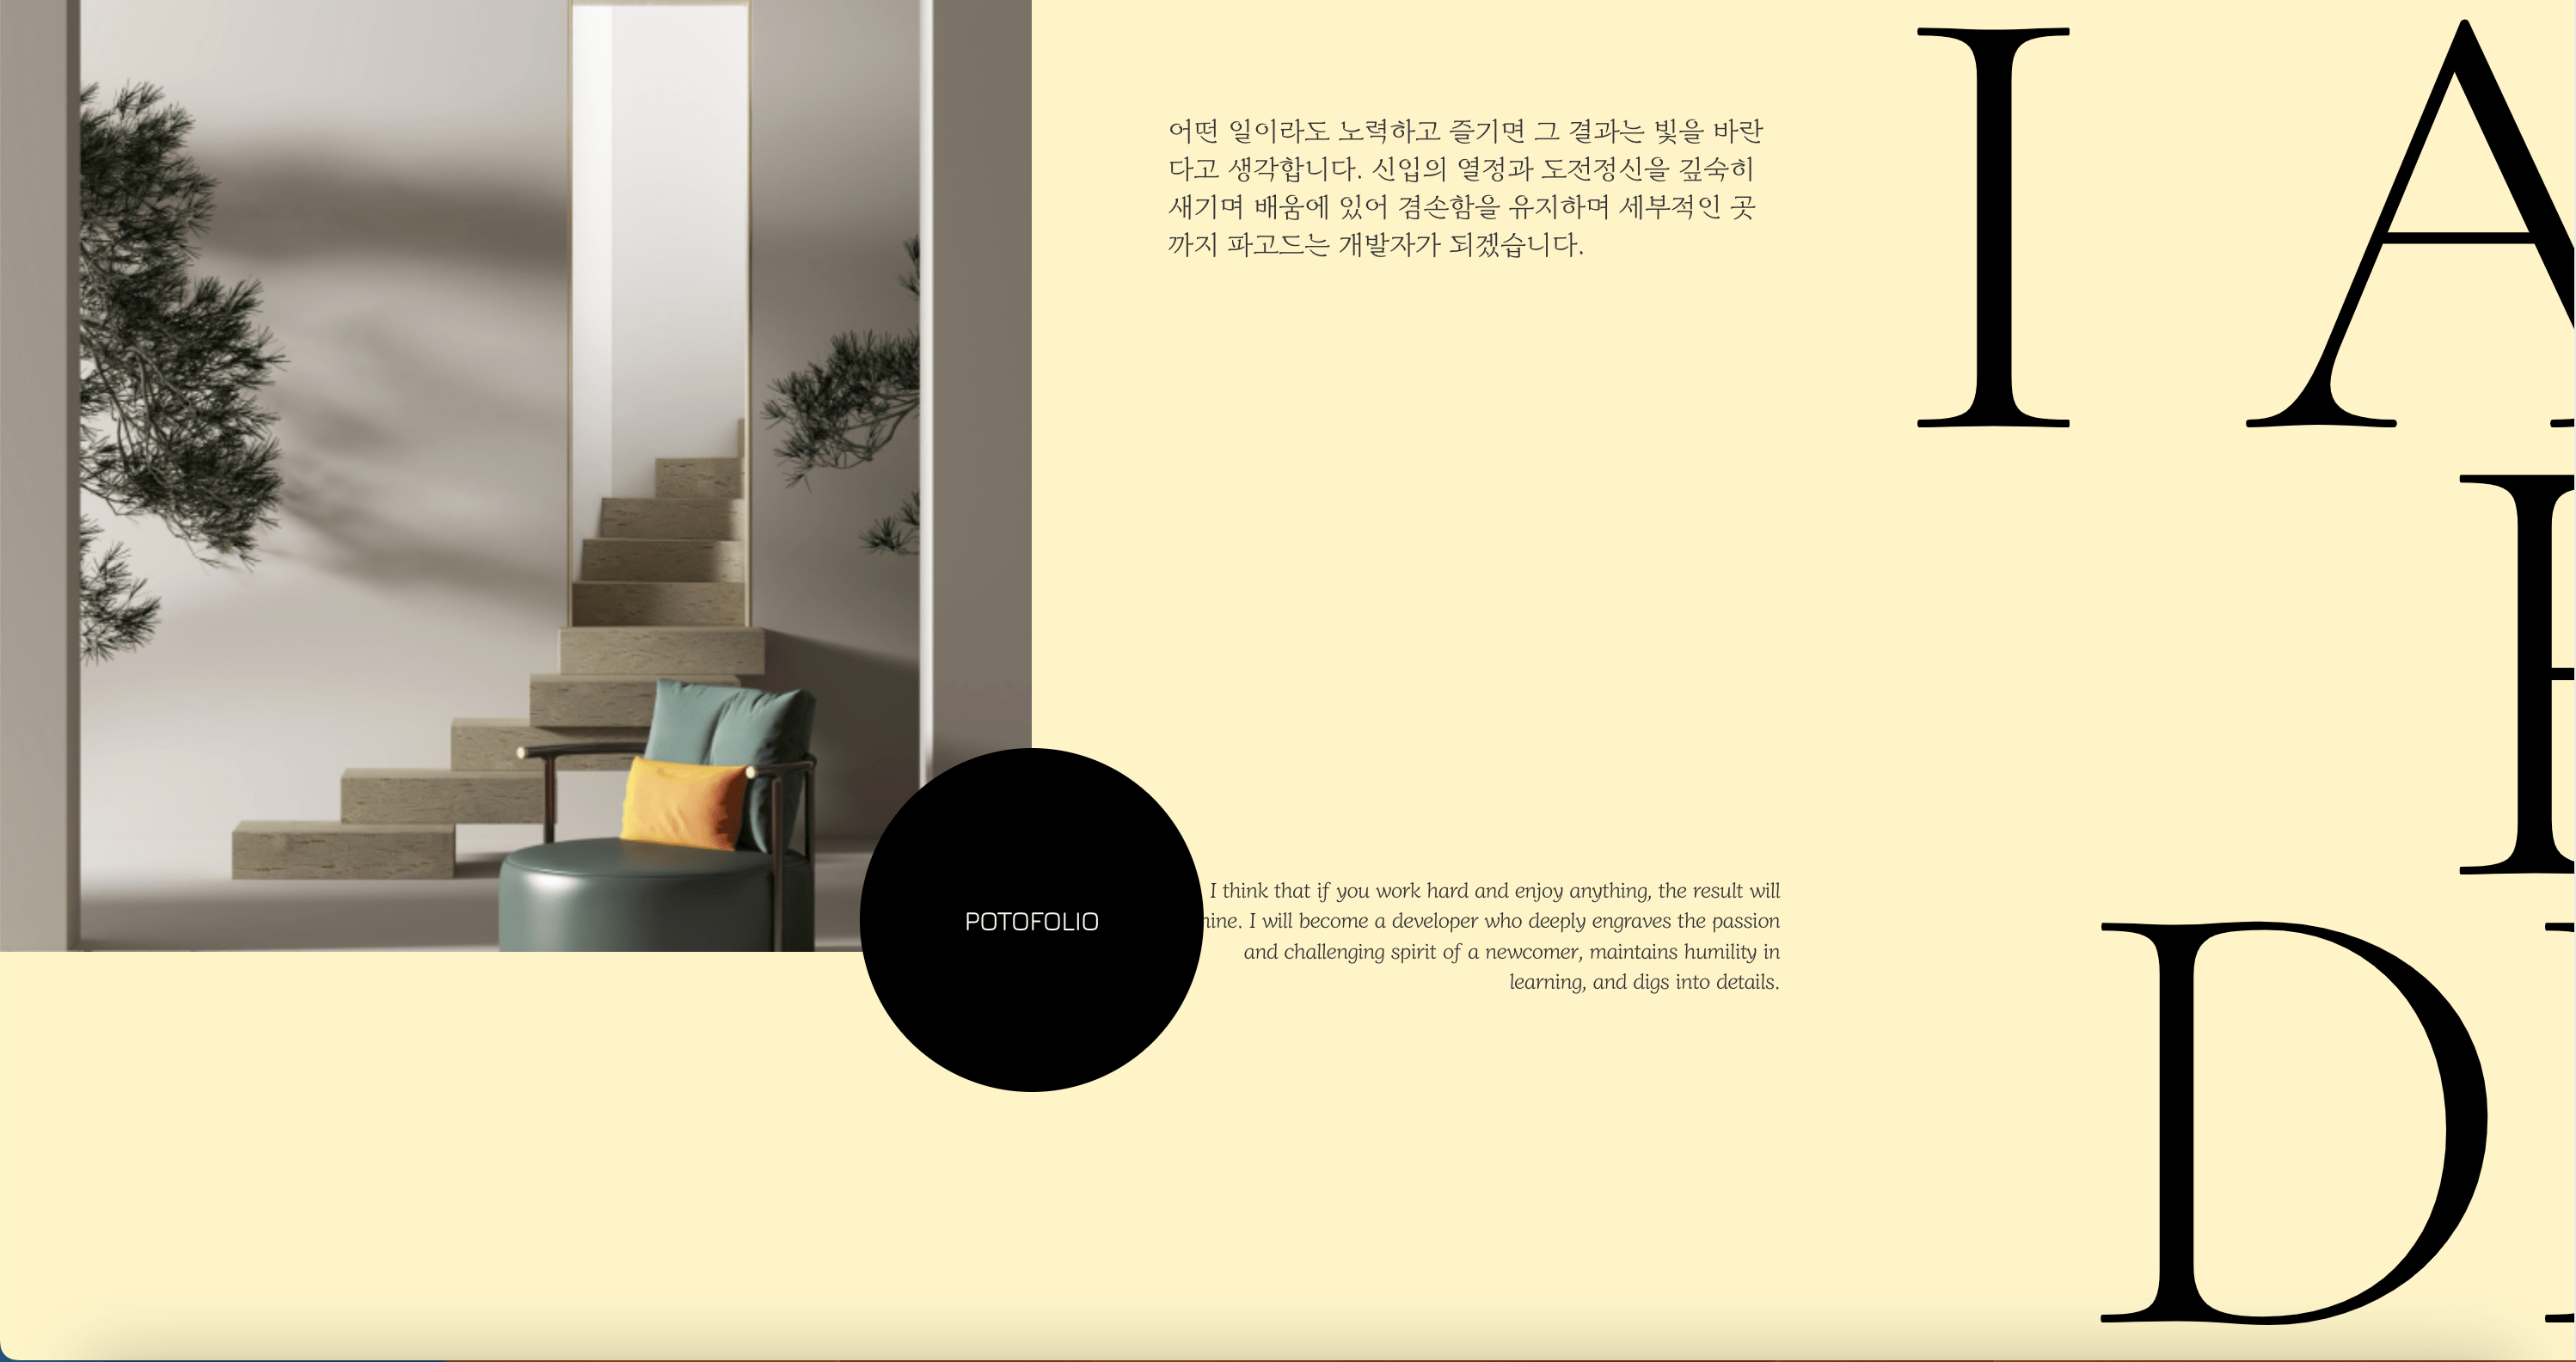 어떤 일이라도 노력하고 즐기면 그 결과는 빛을 바란
다고 생각합니다. 신입의 열정과 도전정신을 깊숙히
새기며 배움에 있어 겸손함을 유지하며 세부적인 곳
까지 파고드는 개발자가 되겠습니다.
I A
D
POTOFOLIO
I think that if you work hard and enjoy anything, the result will
I will become a developer who deeply engraves the passion
and challenging spirit of a newcomer, maintains humility in
learning, and digs into details.